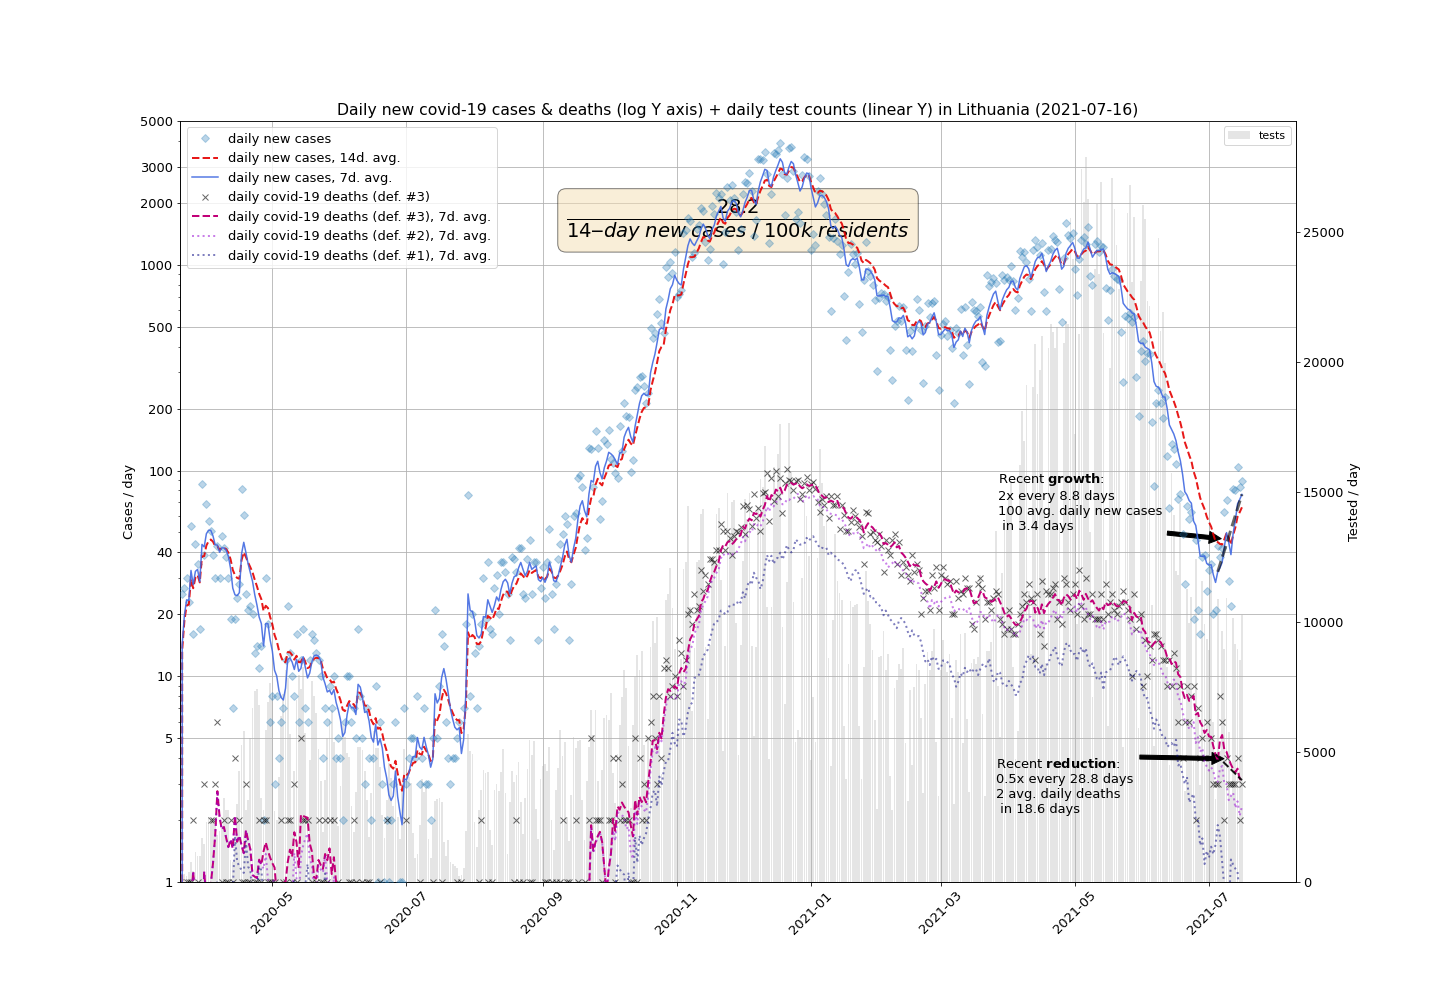 Daily new covid-19 cases & deaths (log Y axis) + daily test counts (linear Y) in Lithuania (2021-07-16)
daily new cases
daily new cases, 14d. avg.
daily new cases, 7d. avg.
daily covid-19 deaths (def. #3)
daily covid-19 deaths (def. #3), 7d. avg.
daily covid-19 deaths (def. #2), 7d. avg.
daily covid-19 deaths (def. #1), 7d. avg.
tests
28.2
14–day new cases / 100k residents
Recent growth:
2x every 8.8 days
100 avg. daily new cases
in 3.4 days
Recent reduction:
0.5x every 28.8 days
2 avg. daily deaths
in 18.6 days
Cases / day
5000
3000
2000
1000
500
200
100
40
20
10
5
1
Tested / day
25000
20000
15000
10000
5000
0
2020-05
2020-07
2020-09
2020-11
2021-01
2021-03
2021-05
2021-07